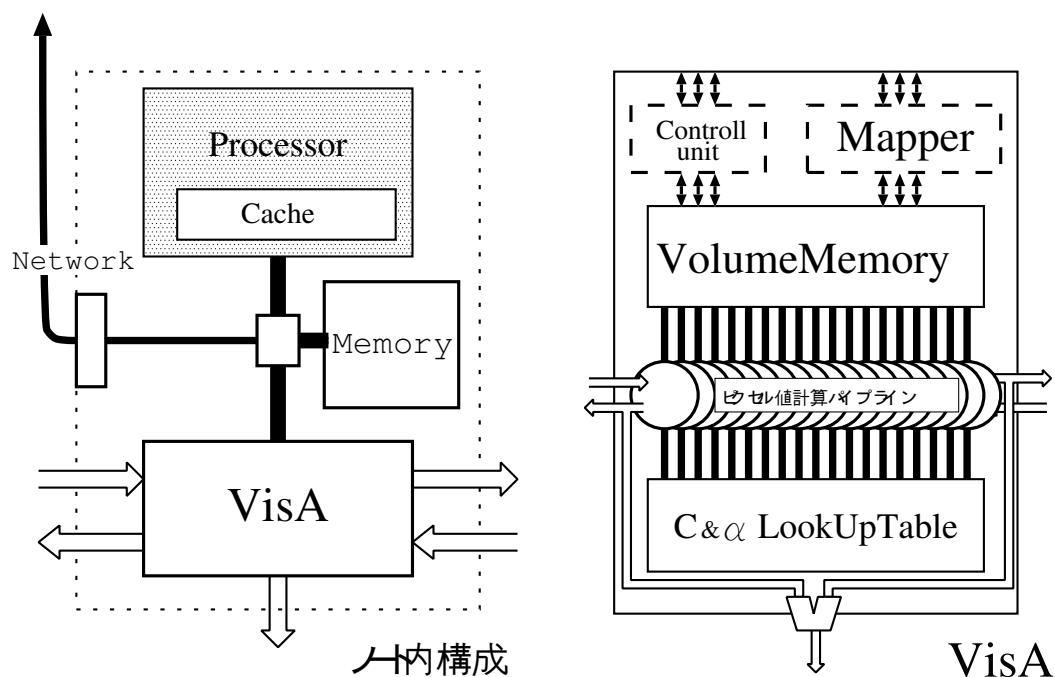 Processor
Cache
Network
Memory
VisA
ノード内構成
Controll
unit
Mapper
VolumeMemory
ピクセル値計算パイプライン
C&α LookUpTable
VisA